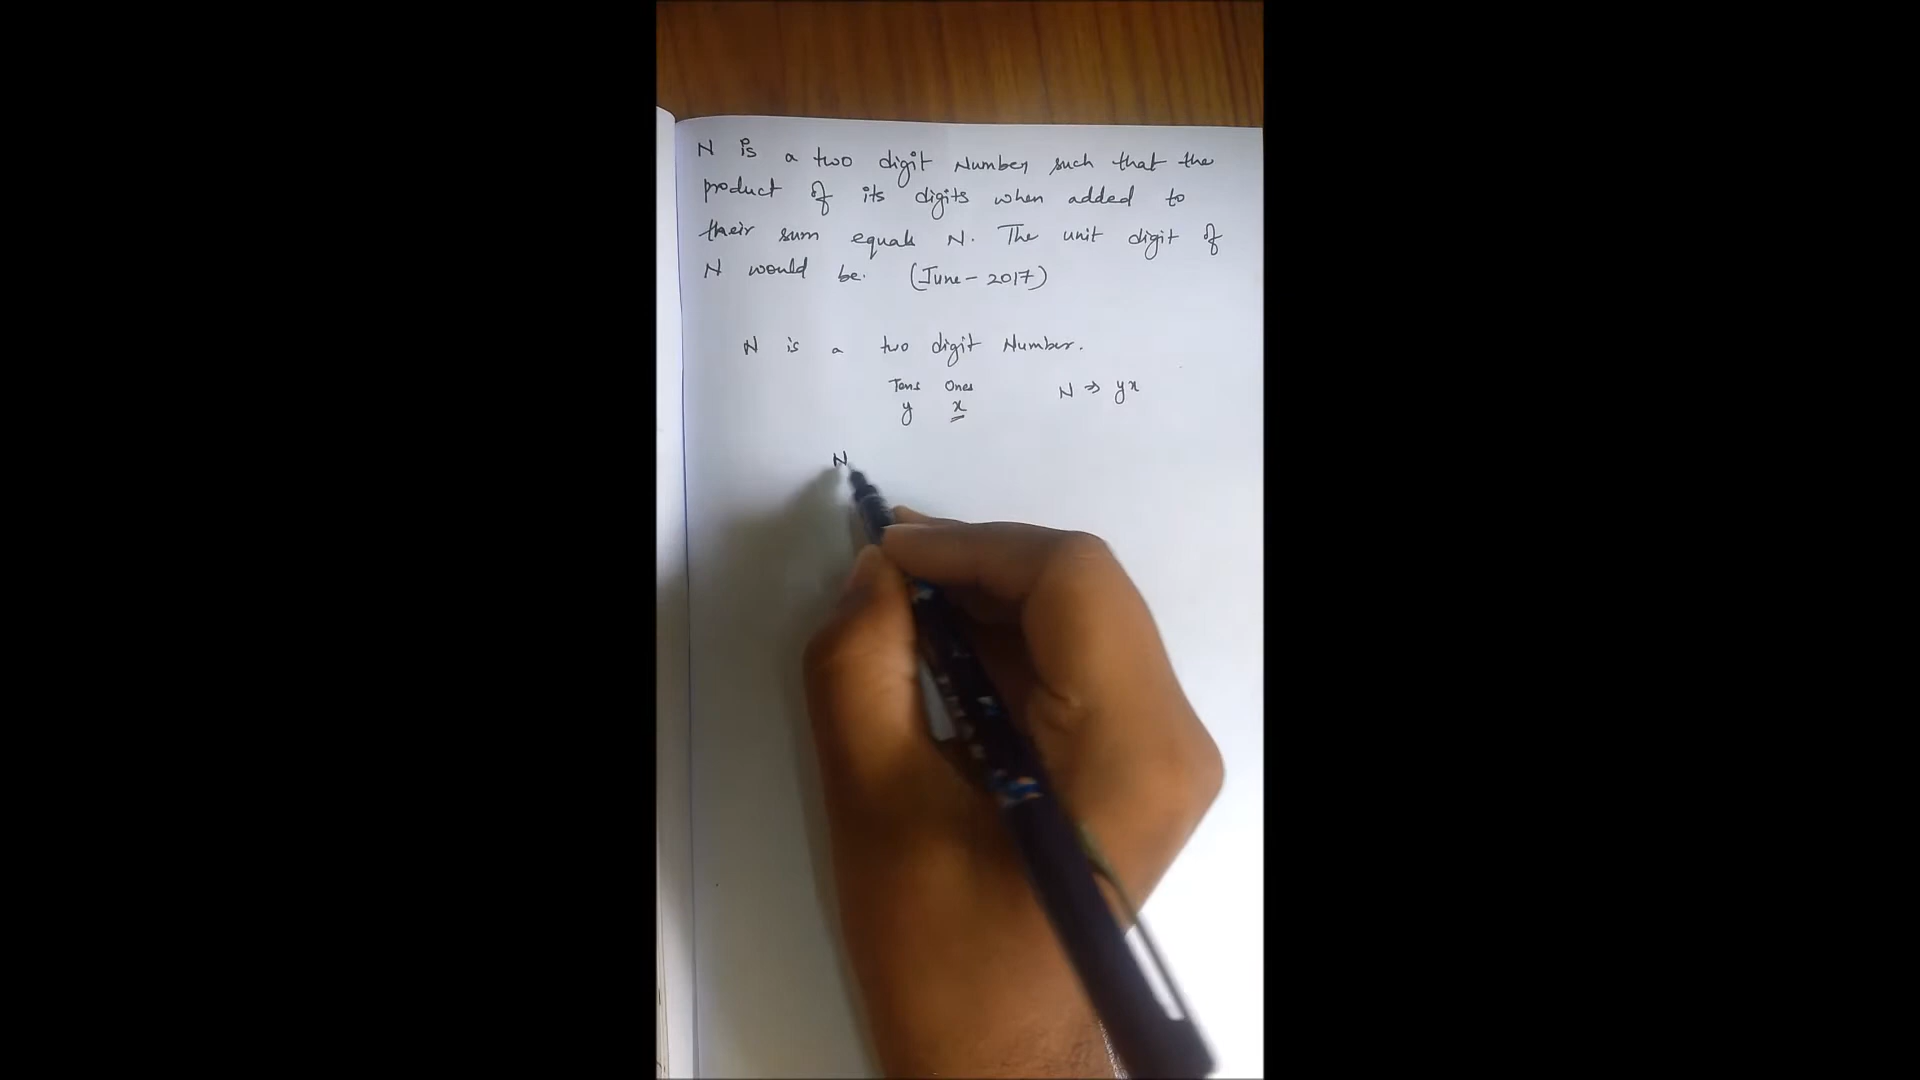 N is a two digit Number such that the
product of its digits when added to
their sum equals N. The unit digit of
N would be. (June - 2017)
N is a two digit Number.
Tens Ones N ⇒ yx
y x
N